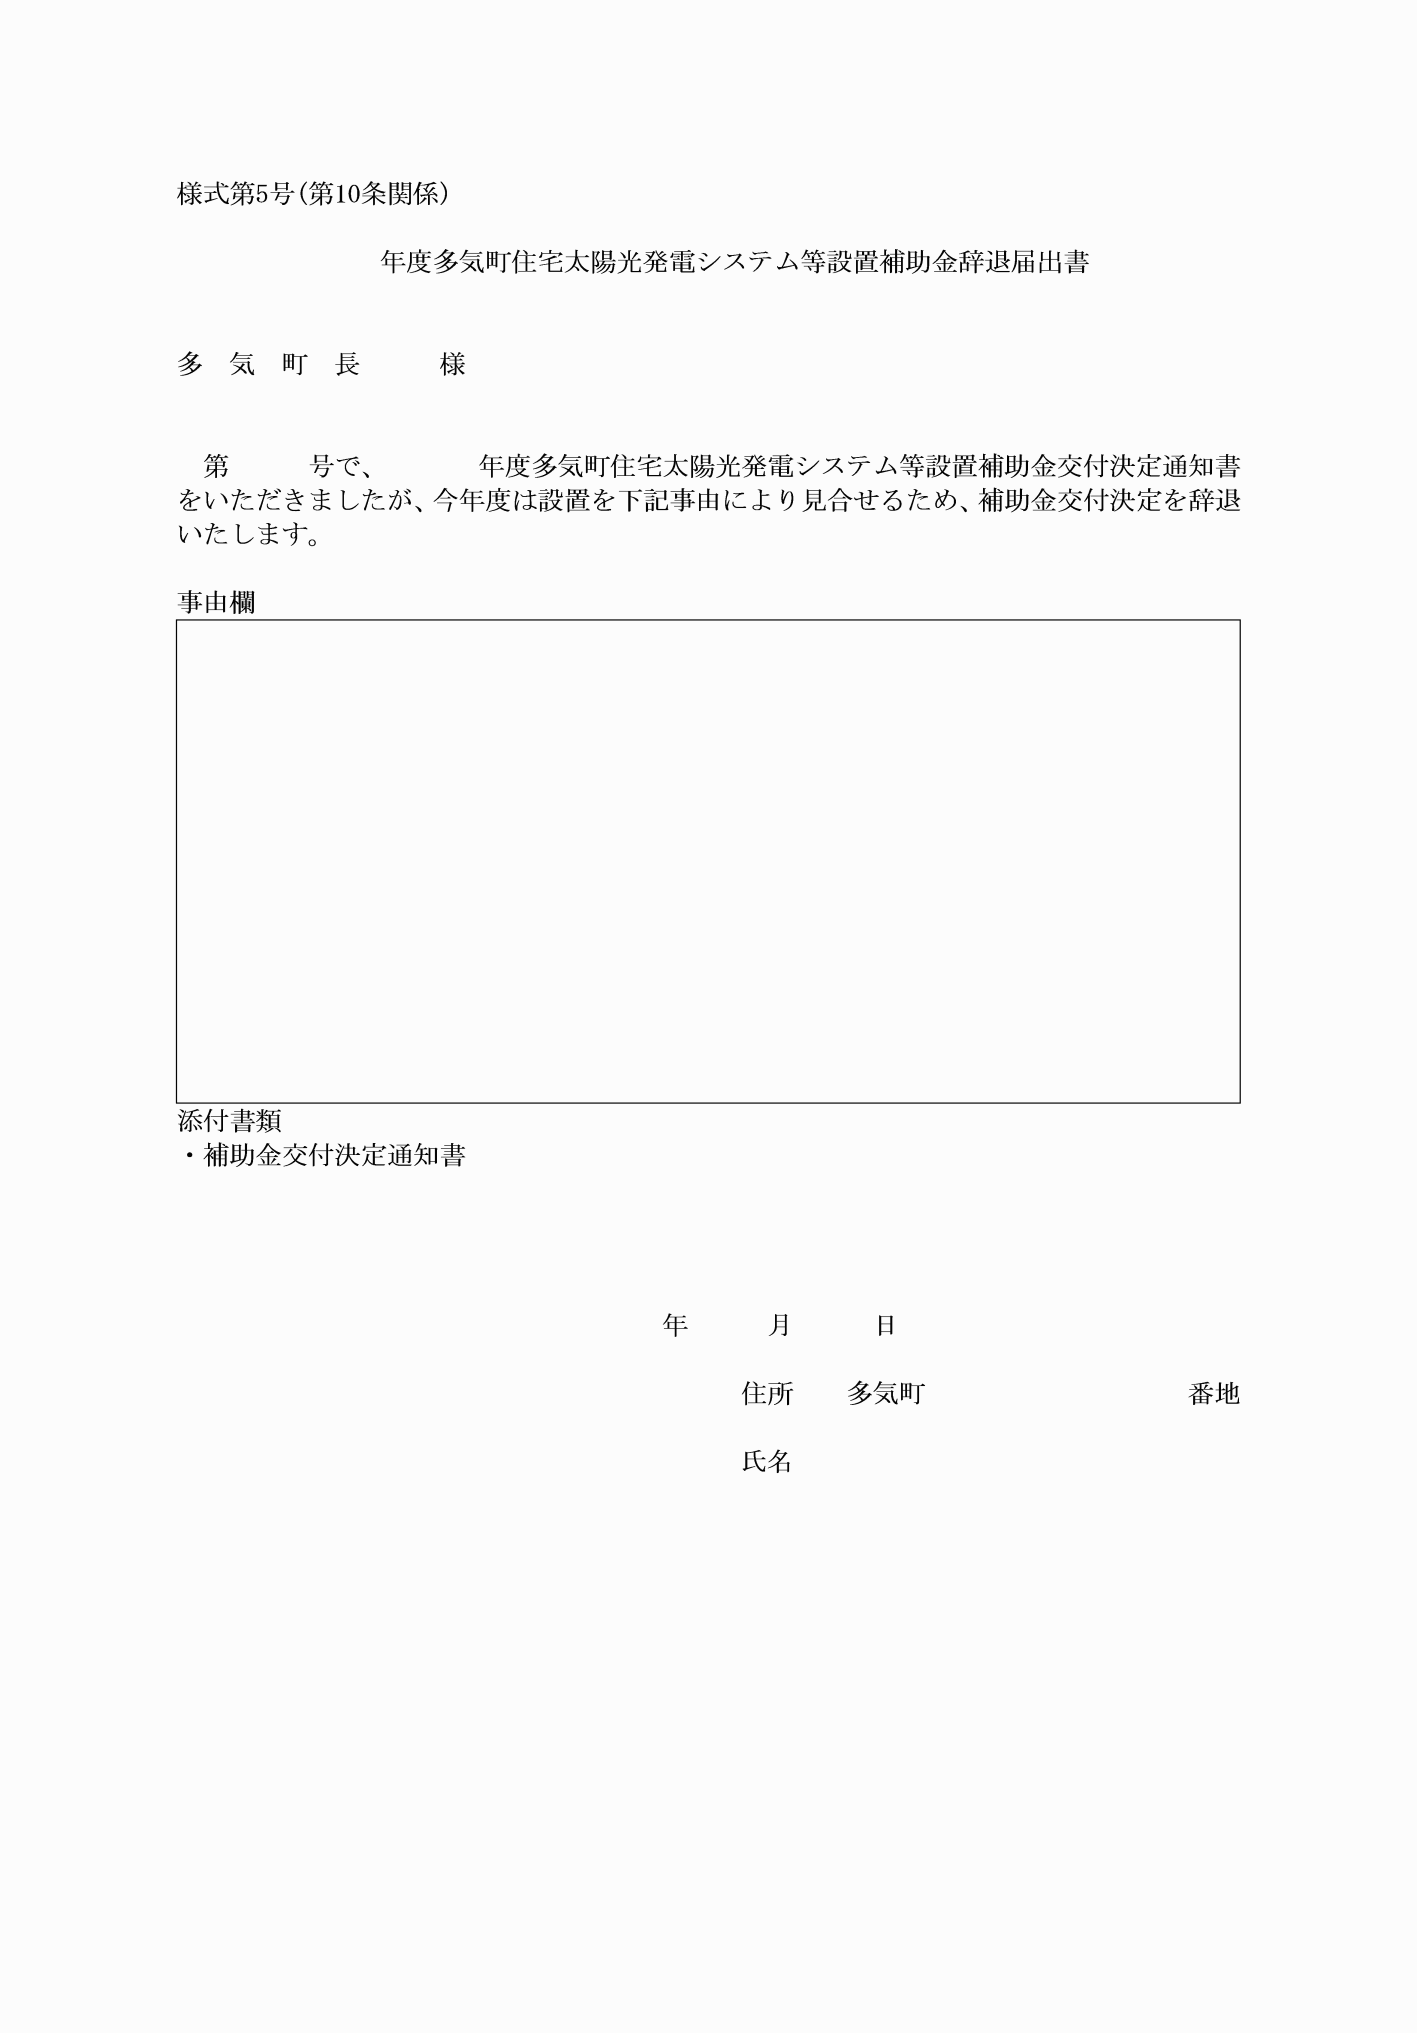 様式第5号(第10条関係)
年度多気町住宅太陽光発電システム等設置補助金辞退届出書
多　気　町　長　　　様
　第　　　号で、　　　　年度多気町住宅太陽光発電システム等設置補助金交付決定通知書
をいただきましたが、今年度は設置を下記事由により見合せるため、補助金交付決定を辞退
いたします。
事由欄
添付書類
・補助金交付決定通知書
年　　　月　　　日
住所　　多気町　　　　　　　　　　番地
氏名